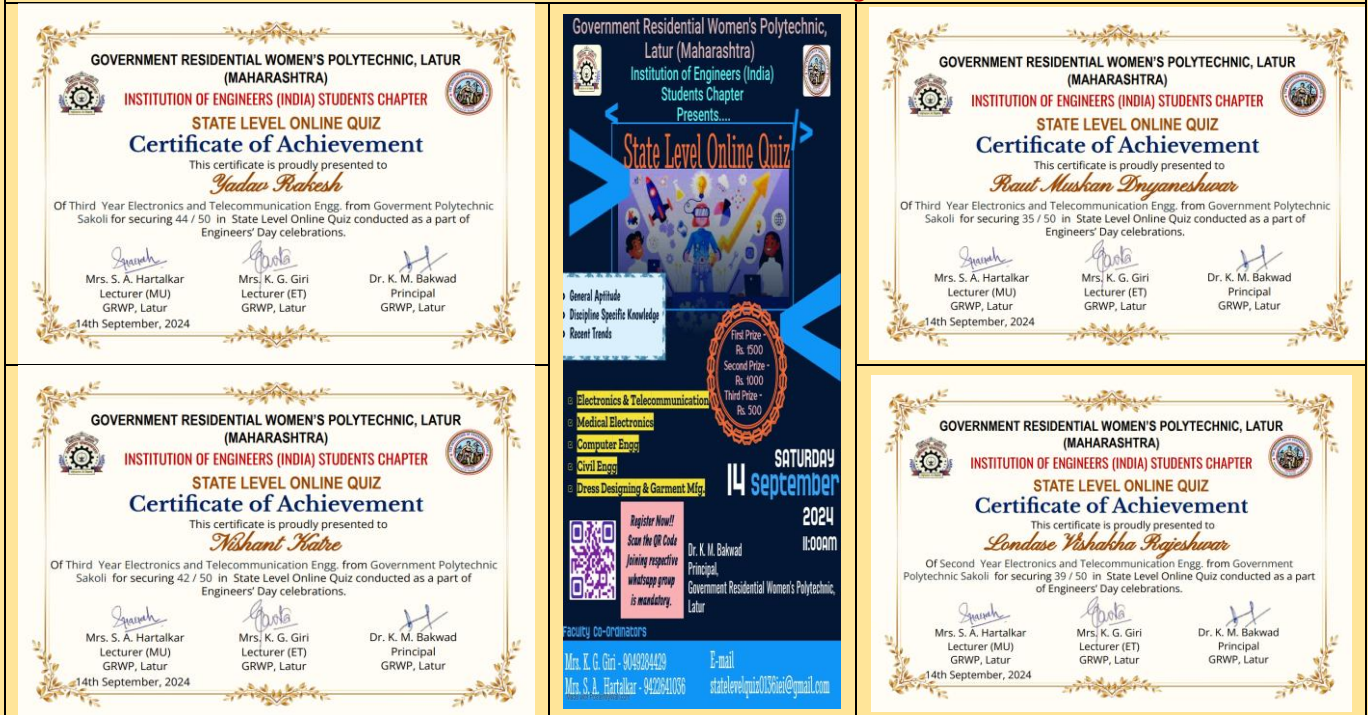 GOVERNMENT RESIDENTIAL WOMEN'S POLYTECHNIC, LATUR
(MAHARASHTRA)
INSTITUTION OF ENGINEERS (INDIA) STUDENTS CHAPTER
STATE LEVEL ONLINE QUIZ
Certificate of Achievement
This certificate is proudly presented to
Yadav Rakesh
Of Third Year Electronics and Telecommunication Engg. from Goverment Polytechnic
Sakoli for securing 44 / 50 in State Level Online Quiz conducted as a part of
Engineers' Day celebrations.
Mrs. S. A. Hartalkar
Lecturer (MU)
GRWP, Latur
Mrs. K. G. Giri
Lecturer (ET)
GRWP, Latur
Dr. K. M. Bakwad
Principal
GRWP, Latur
14th September, 2024
Government Residential Women's Polytechnic,
Latur (Maharashtra)
Institution of Engineers (India)
Students Chapter
Presents....
State Level Online Quiz
General Aptitude
Discipline Specific Knowledge
Recent Trends
First Prize -
Rs. 1500
Second Prize -
Rs. 1000
Third Prize -
Rs. 500
Electronics & Telecommunication
Medical Electronics
Computer Engg
Civil Engg
Dress Designing & Garment Mfg.
SATURDAY
14 September
2024
11:00AM
Register Now!!
Scan the QR Code
Joining respective
whatsapp group
is mandatory.
Dr. K. M. Bakwad
Principal,
Government Residential Women's Polytechnic,
Latur
Faculty Co-ordinators
Mrs. K. G. Giri - 9049284429
Mrs. S. A. Hartalkar - 9422641036
E-mail
statelevelquiz0136iei@gmail.com
GOVERNMENT RESIDENTIAL WOMEN'S POLYTECHNIC, LATUR
(MAHARASHTRA)
INSTITUTION OF ENGINEERS (INDIA) STUDENTS CHAPTER
STATE LEVEL ONLINE QUIZ
Certificate of Achievement
This certificate is proudly presented to
Raut Muskan Dnyaneshwar
Of Third Year Electronics and Telecommunication Engg. from Government Polytechnic
Sakoli for securing 35 / 50 in State Level Online Quiz conducted as a part of
Engineers' Day celebrations.
Mrs. S. A. Hartalkar
Lecturer (MU)
GRWP, Latur
Mrs. K. G. Giri
Lecturer (ET)
GRWP, Latur
Dr. K. M. Bakwad
Principal
GRWP, Latur
14th September, 2024
GOVERNMENT RESIDENTIAL WOMEN'S POLYTECHNIC, LATUR
(MAHARASHTRA)
INSTITUTION OF ENGINEERS (INDIA) STUDENTS CHAPTER
STATE LEVEL ONLINE QUIZ
Certificate of Achievement
This certificate is proudly presented to
Nishant Katre
Of Third Year Electronics and Telecommunication Engg. from Government Polytechnic
Sakoli for securing 42 / 50 in State Level Online Quiz conducted as a part of
Engineers' Day celebrations.
Mrs. S. A. Hartalkar
Lecturer (MU)
GRWP, Latur
Mrs. K. G. Giri
Lecturer (ET)
GRWP, Latur
Dr. K. M. Bakwad
Principal
GRWP, Latur
14th September, 2024
GOVERNMENT RESIDENTIAL WOMEN'S POLYTECHNIC, LATUR
(MAHARASHTRA)
INSTITUTION OF ENGINEERS (INDIA) STUDENTS CHAPTER
STATE LEVEL ONLINE QUIZ
Certificate of Achievement
This certificate is proudly presented to
Londase Vishakha Rajeshwar
Of Second Year Electronics and Telecommunication Engg. from Government
Polytechnic Sakoli for securing 39 / 50 in State Level Online Quiz conducted as a part
of Engineers' Day celebrations.
Mrs. S. A. Hartalkar
Lecturer (MU)
GRWP, Latur
Mrs. K. G. Giri
Lecturer (ET)
GRWP, Latur
Dr. K. M. Bakwad
Principal
GRWP, Latur
14th September, 2024